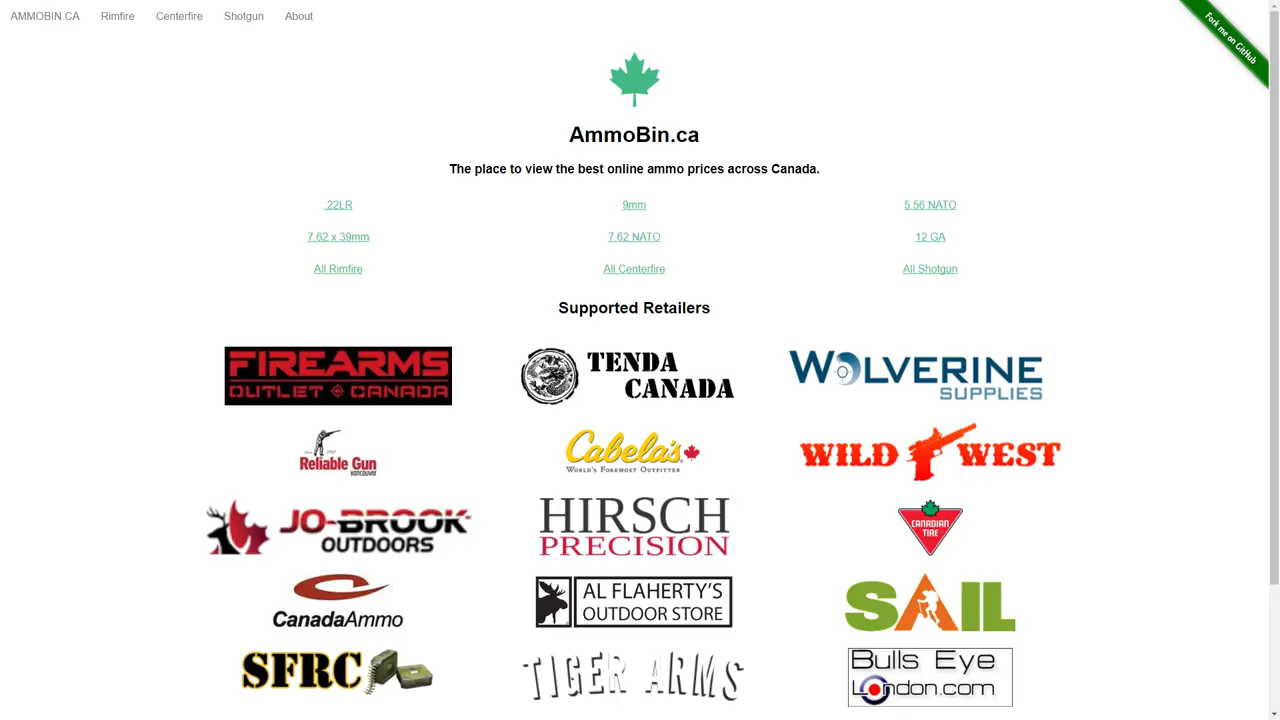 AMMOBIN.CA Rimfire Centerfire Shotgun About
Fork me on GitHub
AmmoBin.ca
The place to view the best online ammo prices across Canada.
.22LR 9mm 5.56 NATO
7.62 x 39mm 7.62 NATO 12 GA
All Rimfire All Centerfire All Shotgun
Supported Retailers
FIREARMS
OUTLET CANADA
TENDA
CANADA
WOLVERINE
SUPPLIES
Reliable Gun
vancouver
Cabela's
WORLD'S FOREMOST OUTFITTER
WILD WEST
JO-BROOK
OUTDOORS
HIRSCH
PRECISION
CANADIAN
TIRE
CanadaAmmo
AL FLAHERTY'S
OUTDOOR STORE
SAIL
SFRC
TIGER ARMS
Bulls Eye
London.com